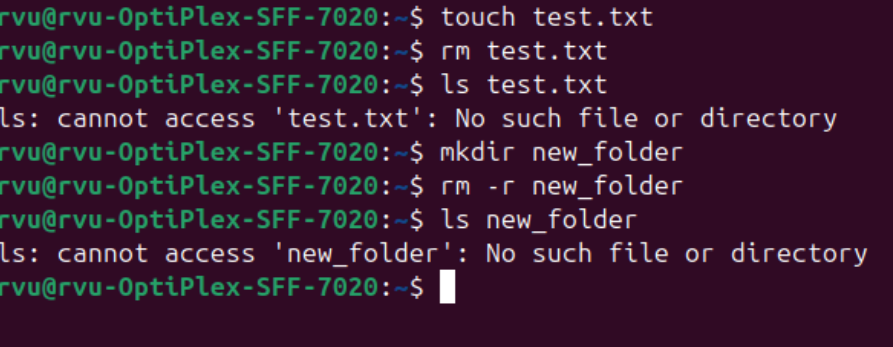 rvu@rvu-OptiPlex-SFF-7020:~$ touch test.txt
rvu@rvu-OptiPlex-SFF-7020:~$ rm test.txt
rvu@rvu-OptiPlex-SFF-7020:~$ ls test.txt
ls: cannot access 'test.txt': No such file or directory
rvu@rvu-OptiPlex-SFF-7020:~$ mkdir new_folder
rvu@rvu-OptiPlex-SFF-7020:~$ rm -r new_folder
rvu@rvu-OptiPlex-SFF-7020:~$ ls new_folder
ls: cannot access 'new_folder': No such file or directory
rvu@rvu-OptiPlex-SFF-7020:~$